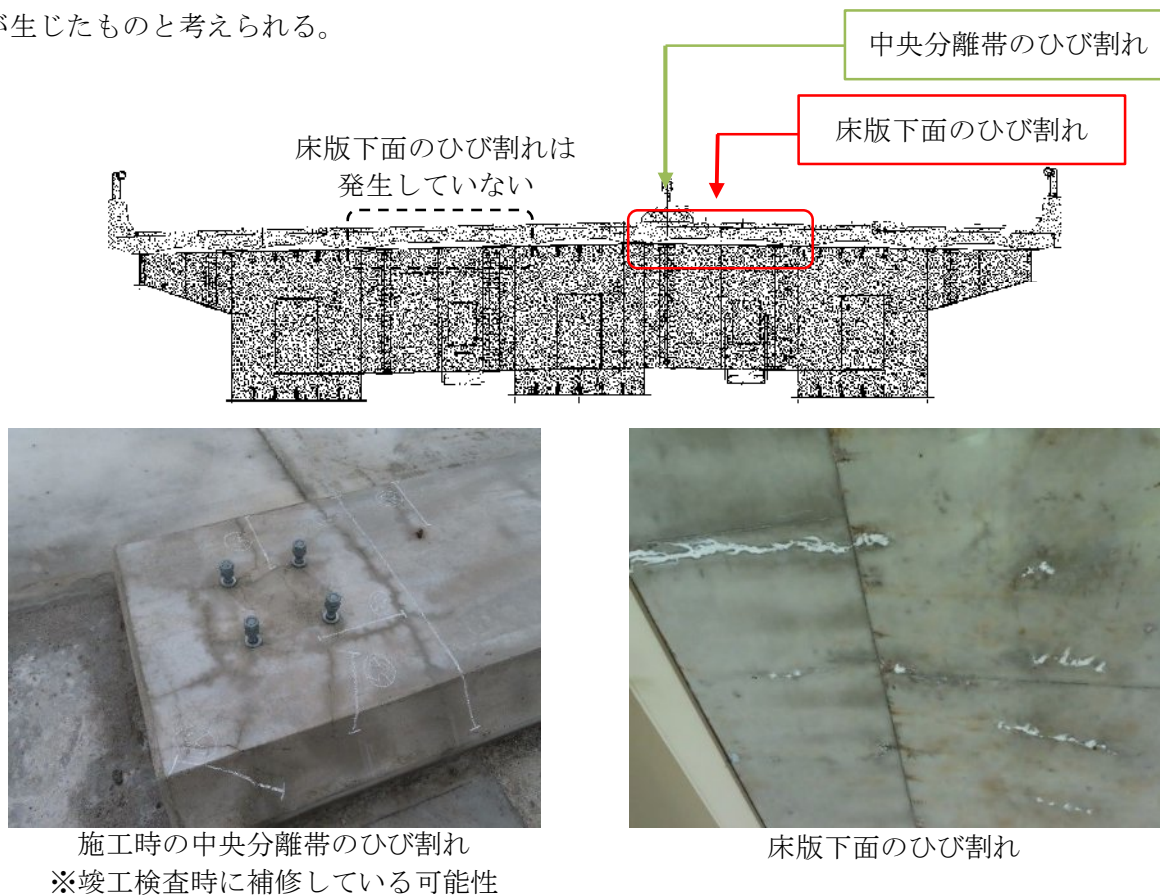 が生じたものと考えられる。
中央分離帯のひび割れ
床版下面のひび割れ
床版下面のひび割れは
発生していない
施工時の中央分離帯のひび割れ
※竣工検査時に補修している可能性
床版下面のひび割れ